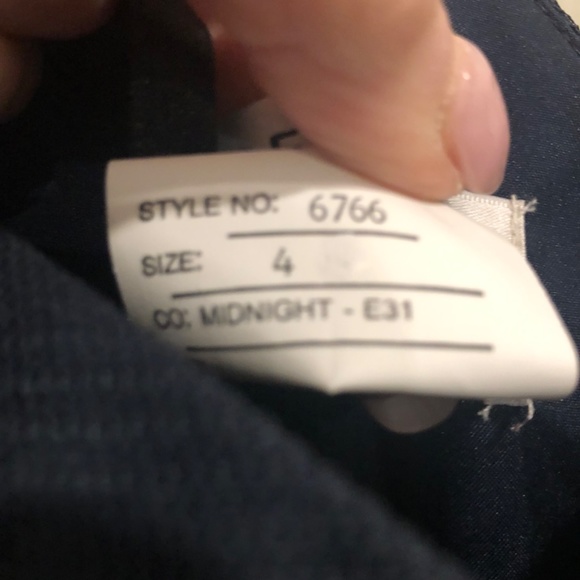 STYLE NO: 6766
SIZE: 4
CO: MIDNIGHT - E31